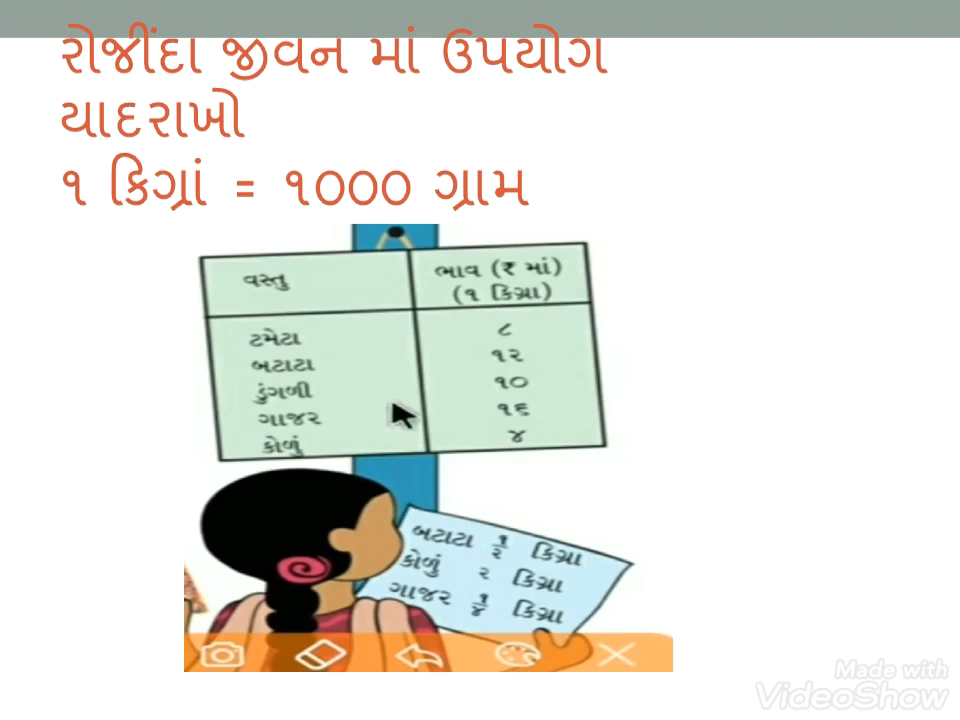 રોજીંદા જીવન માં ઉપયોગ
યાદરાખો
૧ કિગ્રાં = ૧૦૦૦ ગ્રામ
વસ્તુ ભાવ (₹ માં)
(૧ કિગ્રા)
ટમેટા ૮
બટાટા ૧૨
ડુંગળી ૧૦
ગાજર ૧૬
કોળું ૪
બટાટા ૧/૨ કિગ્રા
કોળું ૨ કિગ્રા
ગાજર ૧/૪ કિગ્રા
Made with
VideoShow